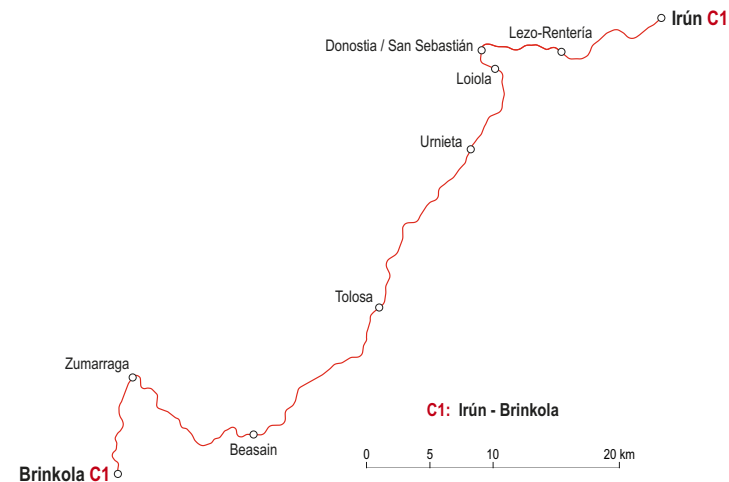 Irún C1
Lezo-Rentería
Donostia / San Sebastián
Loiola
Urnieta
Tolosa
Zumarraga
Beasain
Brinkola C1
C1: Irún - Brinkola
0 5 10 20 km